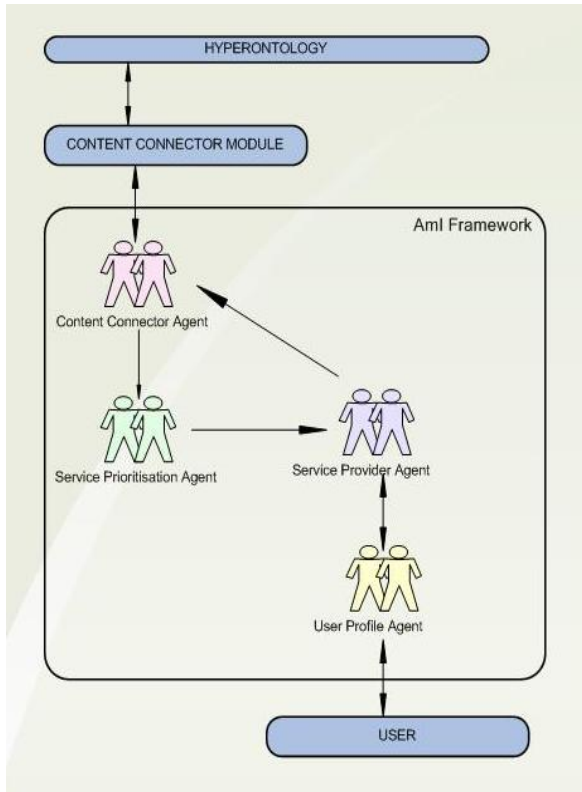 HYPERONTOLOGY
CONTENT CONNECTOR MODULE
AmI Framework
Content Connector Agent
Service Prioritisation Agent
Service Provider Agent
User Profile Agent
USER